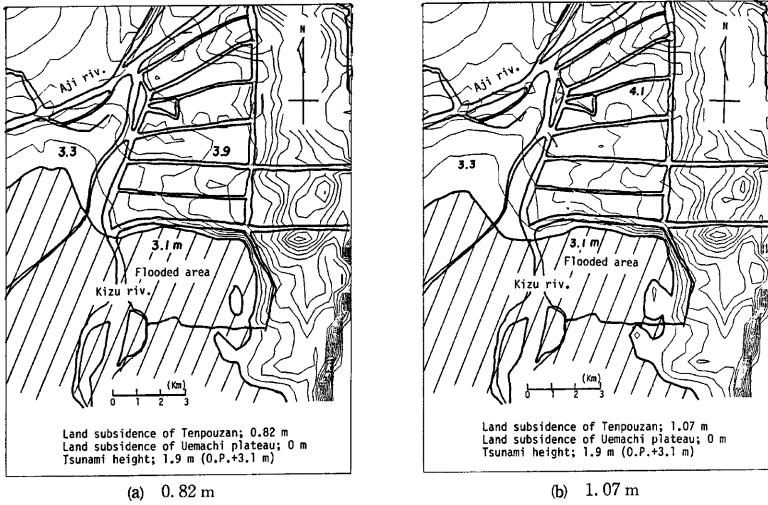 N
Aji riv.
3.3
3.9
3.1 m
Flooded area
Kizu riv.
(Km)
0 1 2 3
Land subsidence of Tenpouzan; 0.82 m
Land subsidence of Uemachi plateau; 0 m
Tsunami height; 1.9 m (O.P.+3.1 m)
(a) 0.82 m
N
Aji riv.
4.1
3.3
3.1 m
Flooded area
Kizu riv.
(Km)
0 1 2 3
Land subsidence of Tenpouzan; 1.07 m
Land subsidence of Uemachi plateau; 0 m
Tsunami height; 1.9 m (O.P.+3.1 m)
(b) 1.07 m